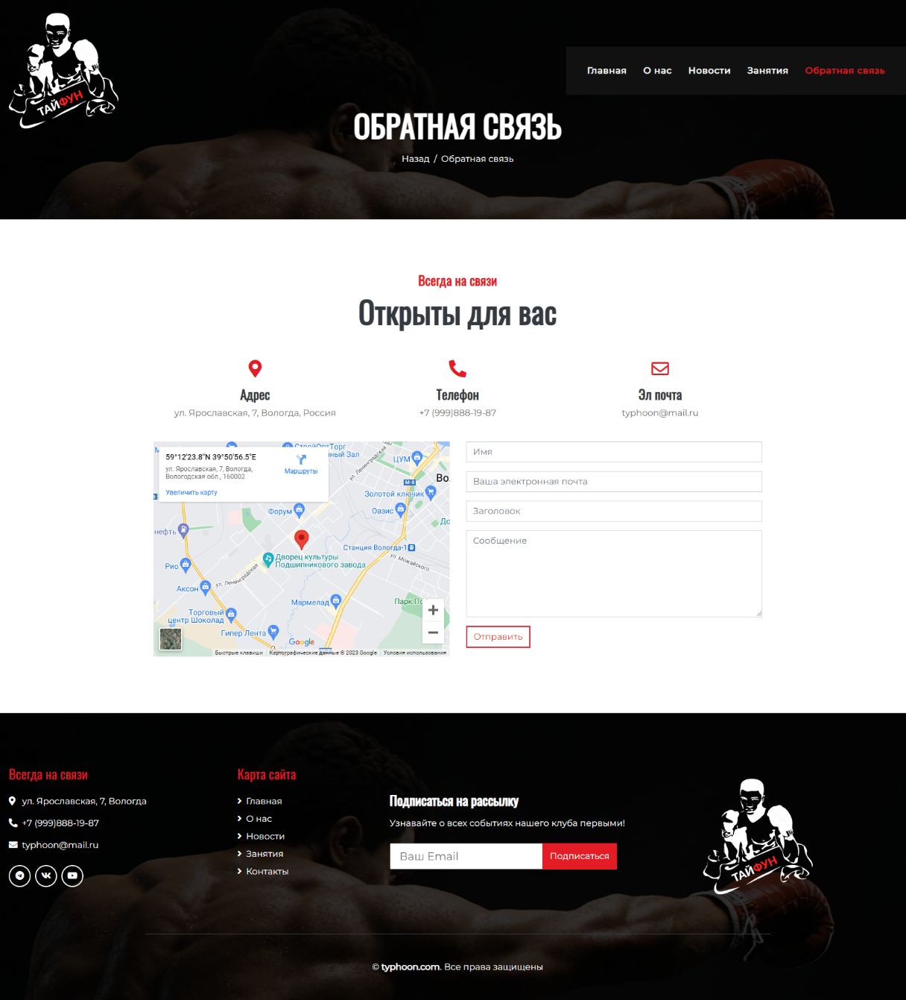 ТАЙФУН
Главная О нас Новости Занятия Обратная связь
ОБРАТНАЯ СВЯЗЬ
Назад / Обратная связь
Всегда на связи
Открыты для вас
Адрес
ул. Ярославская, 7, Вологда, Россия
Телефон
+7 (999)888-19-87
Эл почта
typhoon@mail.ru
59°12'23.8"N 39°50'56.5"E
ул. Ярославская, 7, Вологда,
Вологодская обл., 160002
Увеличить карту
Маршруты
СтройОптТорг
ный Зал
ул. Ленинградская
ЦУМ
М-8
Во
Золотой ключик
Форум
Оазис
До
нефть
Станция Вологда-1
Дворец культуры
Подшипникового завода
ул. Можайского
Рио
ул. Ленинградская
Аксон
Мармелад
Парк По
Торговый
центр Шоколад
Гипер Лента
Google
Быстрые клавиши Картографические данные © 2023 Google Условия использования
Имя
Ваша электронная почта
Заголовок
Сообщение
Отправить
Всегда на связи
ул. Ярославская, 7, Вологда
+7 (999)888-19-87
typhoon@mail.ru
Карта сайта
Главная
О нас
Новости
Занятия
Контакты
Подписаться на рассылку
Узнавайте о всех событиях нашего клуба первыми!
Ваш Email Подписаться
ТАЙФУН
© typhoon.com. Все права защищены